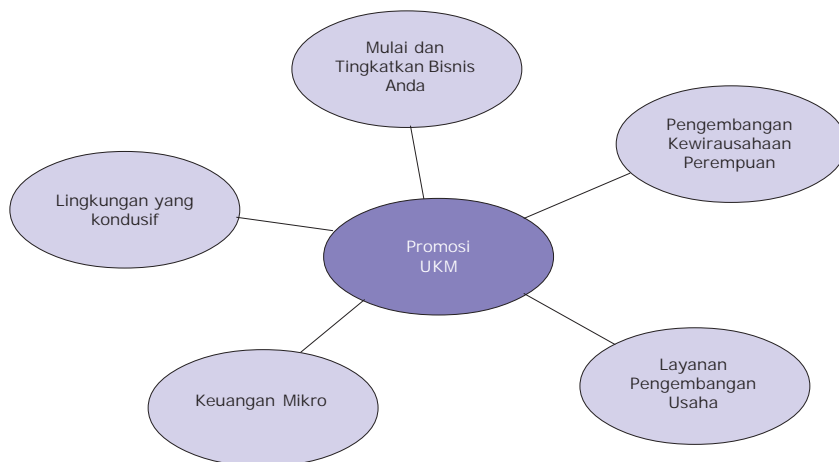 Mulai dan
Tingkatkan Bisnis
Anda
Pengembangan
Kewirausahaan
Perempuan
Lingkungan yang
kondusif
Promosi
UKM
Keuangan Mikro
Layanan
Pengembangan
Usaha